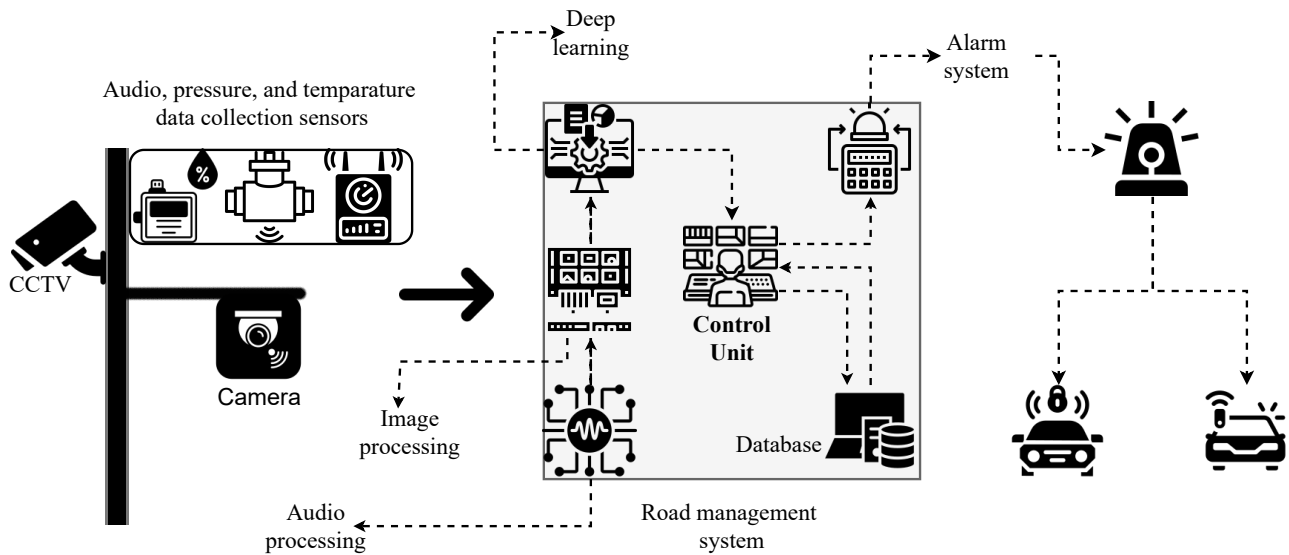 Deep
learning
Alarm
system
Audio, pressure, and temparature
data collection sensors
%
CCTV
Camera
Control
Unit
Image
processing
Database
Audio
processing
Road management
system